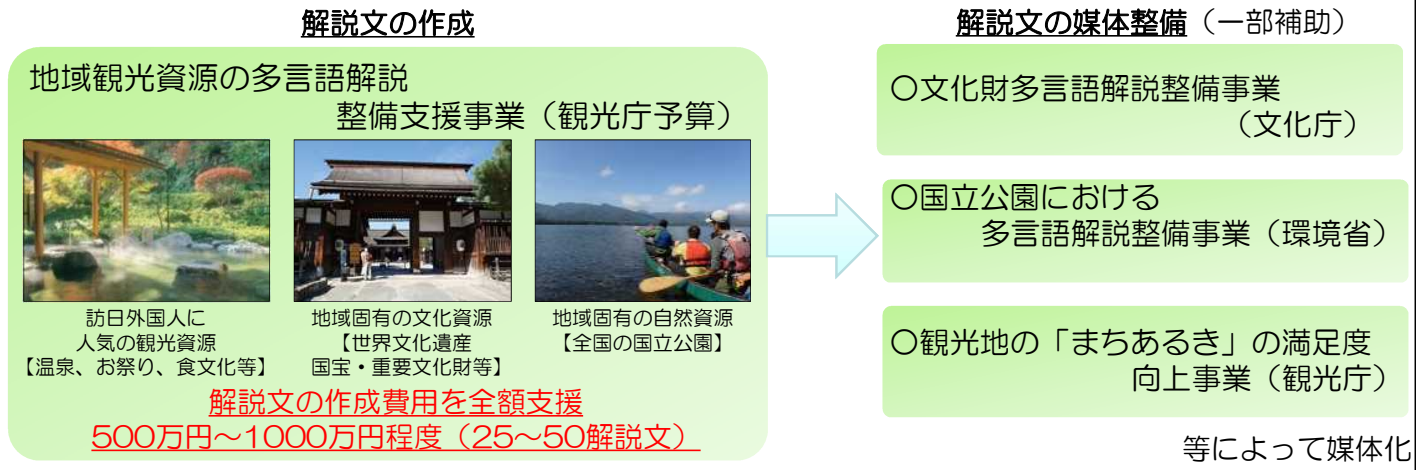 解説文の作成
地域観光資源の多言語解説
整備支援事業（観光庁予算）
訪日外国人に
人気の観光資源
【温泉、お祭り、食文化等】
地域固有の文化資源
【世界文化遺産
国宝・重要文化財等】
地域固有の自然資源
【全国の国立公園】
解説文の作成費用を全額支援
500万円～1000万円程度（25～50解説文）
解説文の媒体整備（一部補助）
〇文化財多言語解説整備事業
（文化庁）
〇国立公園における
多言語解説整備事業（環境省）
〇観光地の「まちあるき」の満足度
向上事業（観光庁）
等によって媒体化